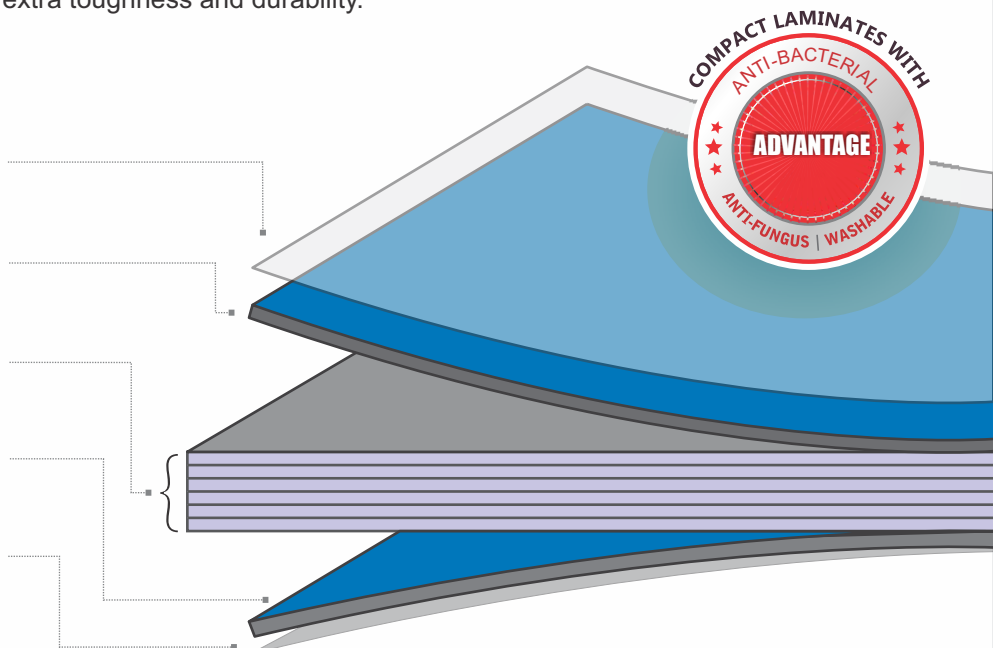 extra toughness and durability.
COMPACT LAMINATES WITH
ANTI-BACTERIAL
ADVANTAGE
ANTI-FUNGUS | WASHABLE